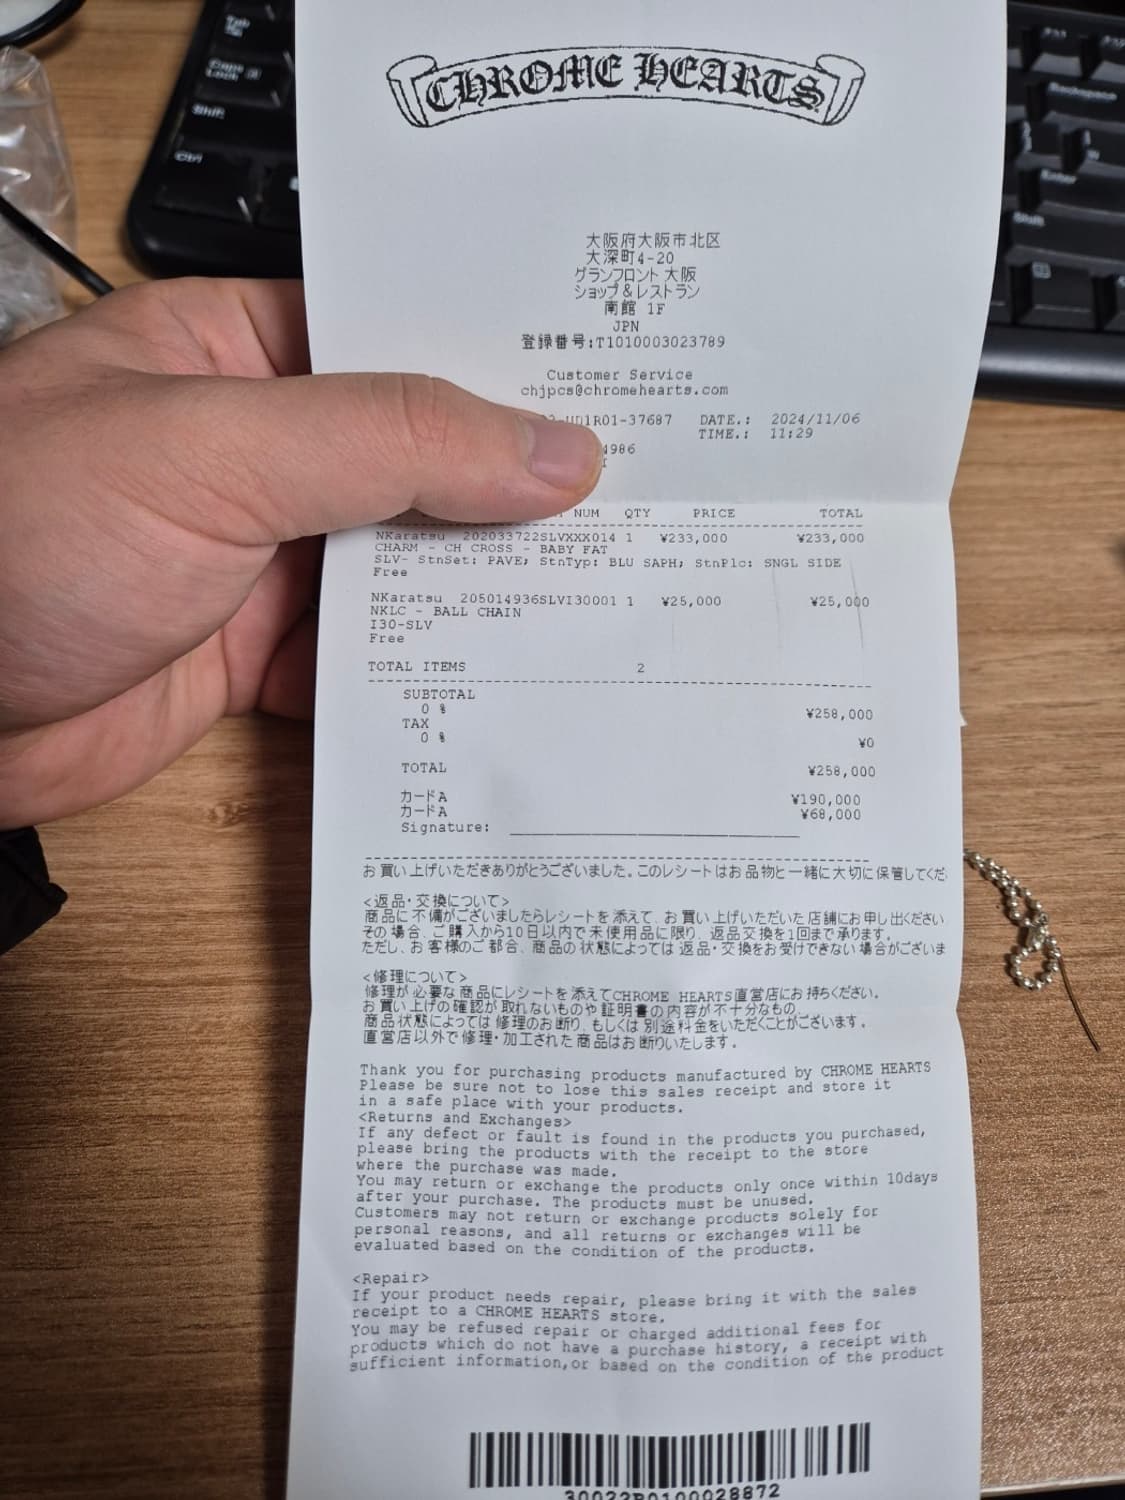 Tab
Caps Lock
Shift
Ctrl
Backspace
Enter
Shift
CHROME HEARTS
大阪府大阪市北区
大深町4-20
グランフロント大阪
ショップ&レストラン
南館 1F
JPN
登録番号:T1010003023789
Customer Service
chjpcs@chromehearts.com
-UD1R01-37687 DATE.: 2024/11/06
TIME.: 11:29
4986
NUM QTY PRICE TOTAL
NKaratsu 202033722SLVXXX014 1 ¥233,000 ¥233,000
CHARM - CH CROSS - BABY FAT
SLV- StnSet: PAVE; StnTyp: BLU SAPH; StnPlc: SNGL SIDE
Free
NKaratsu 205014936SLVI30001 1 ¥25,000 ¥25,000
NKLC - BALL CHAIN
I30-SLV
Free
TOTAL ITEMS 2
SUBTOTAL
0 % ¥258,000
TAX
0 % ¥0
TOTAL ¥258,000
カードA ¥190,000
カードA ¥68,000
Signature:
お買い上げいただきありがとうございました。このレシートはお品物と一緒に大切に保管してくだ
<返品・交換について>
商品に不備がございましたらレシートを添えて、お買い上げいただいた店舗にお申し出ください
その場合、ご購入から10日以内で未使用品に限り、返品交換を1回まで承ります。
ただし、お客様のご都合、商品の状態によっては返品・交換をお受けできない場合がございま
<修理について>
修理が必要な商品にレシートを添えてCHROME HEARTS直営店にお持ちください。
お買い上げの確認が取れないものや証明書の内容が不十分なもの、
商品状態によっては修理のお断り、もしくは別途料金をいただくことがございます。
直営店以外で修理・加工された商品はお断りいたします。
Thank you for purchasing products manufactured by CHROME HEARTS
Please be sure not to lose this sales receipt and store it
in a safe place with your products.
<Returns and Exchanges>
If any defect or fault is found in the products you purchased,
please bring the products with the receipt to the store
where the purchase was made.
You may return or exchange the products only once within 10days
after your purchase. The products must be unused.
Customers may not return or exchange products solely for
personal reasons, and all returns or exchanges will be
evaluated based on the condition of the products.
<Repair>
If your product needs repair, please bring it with the sales
receipt to a CHROME HEARTS store.
You may be refused repair or charged additional fees for
products which do not have a purchase history, a receipt with
sufficient information,or based on the condition of the product
30022B0100028872